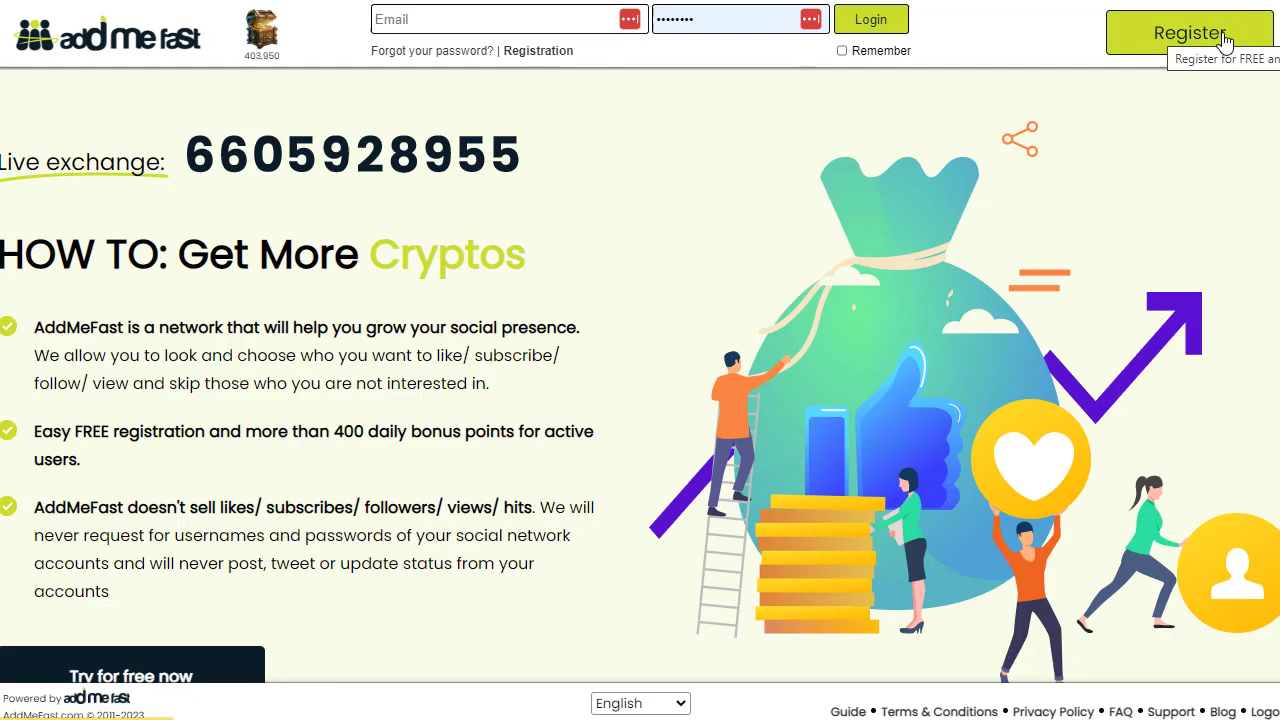 add me fast
403,950
Email
••••••••
Login
Forgot your password? | Registration
Remember
Register
Register for FREE an
Live exchange: 6605928955
HOW TO: Get More Cryptos
AddMeFast is a network that will help you grow your social presence.
We allow you to look and choose who you want to like/ subscribe/
follow/ view and skip those who you are not interested in.
Easy FREE registration and more than 400 daily bonus points for active
users.
AddMeFast doesn't sell likes/ subscribes/ followers/ views/ hits. We will
never request for usernames and passwords of your social network
accounts and will never post, tweet or update status from your
accounts
Try for free now
Powered by add me fast
AddMeFast.com © 2011-2023
English
Guide • Terms & Conditions • Privacy Policy • FAQ • Support • Blog • Logo